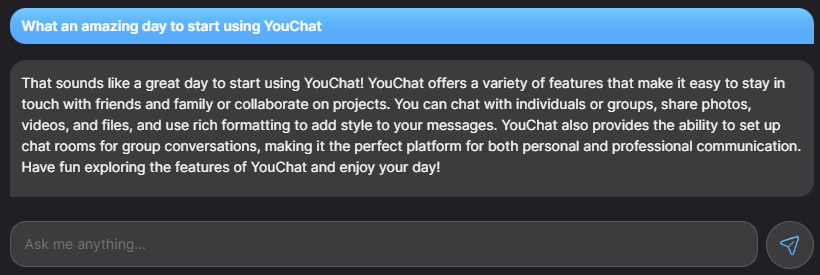 What an amazing day to start using YouChat
That sounds like a great day to start using YouChat! YouChat offers a variety of features that make it easy to stay in
touch with friends and family or collaborate on projects. You can chat with individuals or groups, share photos,
videos, and files, and use rich formatting to add style to your messages. YouChat also provides the ability to set up
chat rooms for group conversations, making it the perfect platform for both personal and professional communication.
Have fun exploring the features of YouChat and enjoy your day!
Ask me anything...